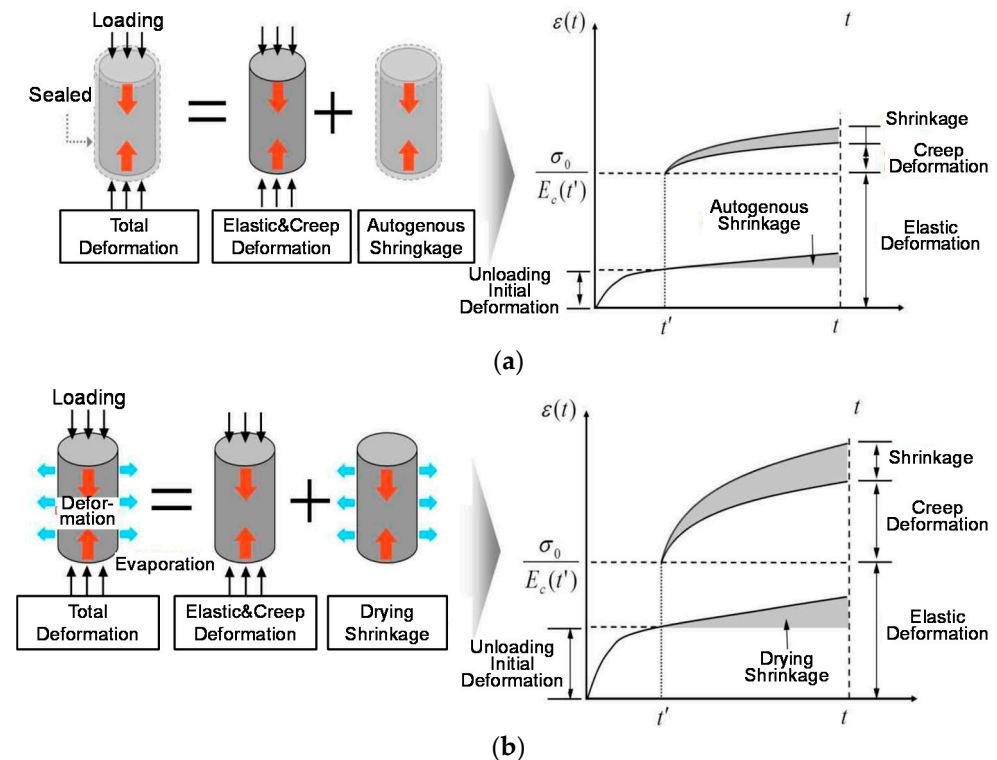 Loading
Sealed
=
+
Total
Deformation
Elastic&Creep
Deformation
Autogenous
Shringkage
ε(t)
t
σ0
Ec(t')
Shrinkage
Creep
Deformation
Autogenous
Shrinkage
Elastic
Deformation
Unloading
Initial
Deformation
t'
t
(a)
Loading
Defor-
mation
=
+
Evaporation
Total
Deformation
Elastic&Creep
Deformation
Drying
Shrinkage
ε(t)
t
σ0
Ec(t')
Shrinkage
Creep
Deformation
Elastic
Deformation
Unloading
Initial
Deformation
Drying
Shrinkage
t'
t
(b)